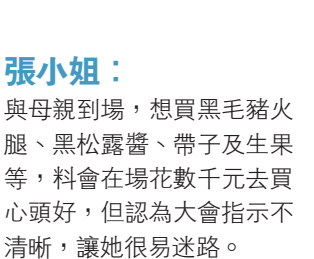 張小姐：
與母親到場，想買黑毛豬火
腿、黑松露醬、帶子及生果
等，料會在場花數千元去買
心頭好，但認為大會指示不
清晰，讓她很易迷路。